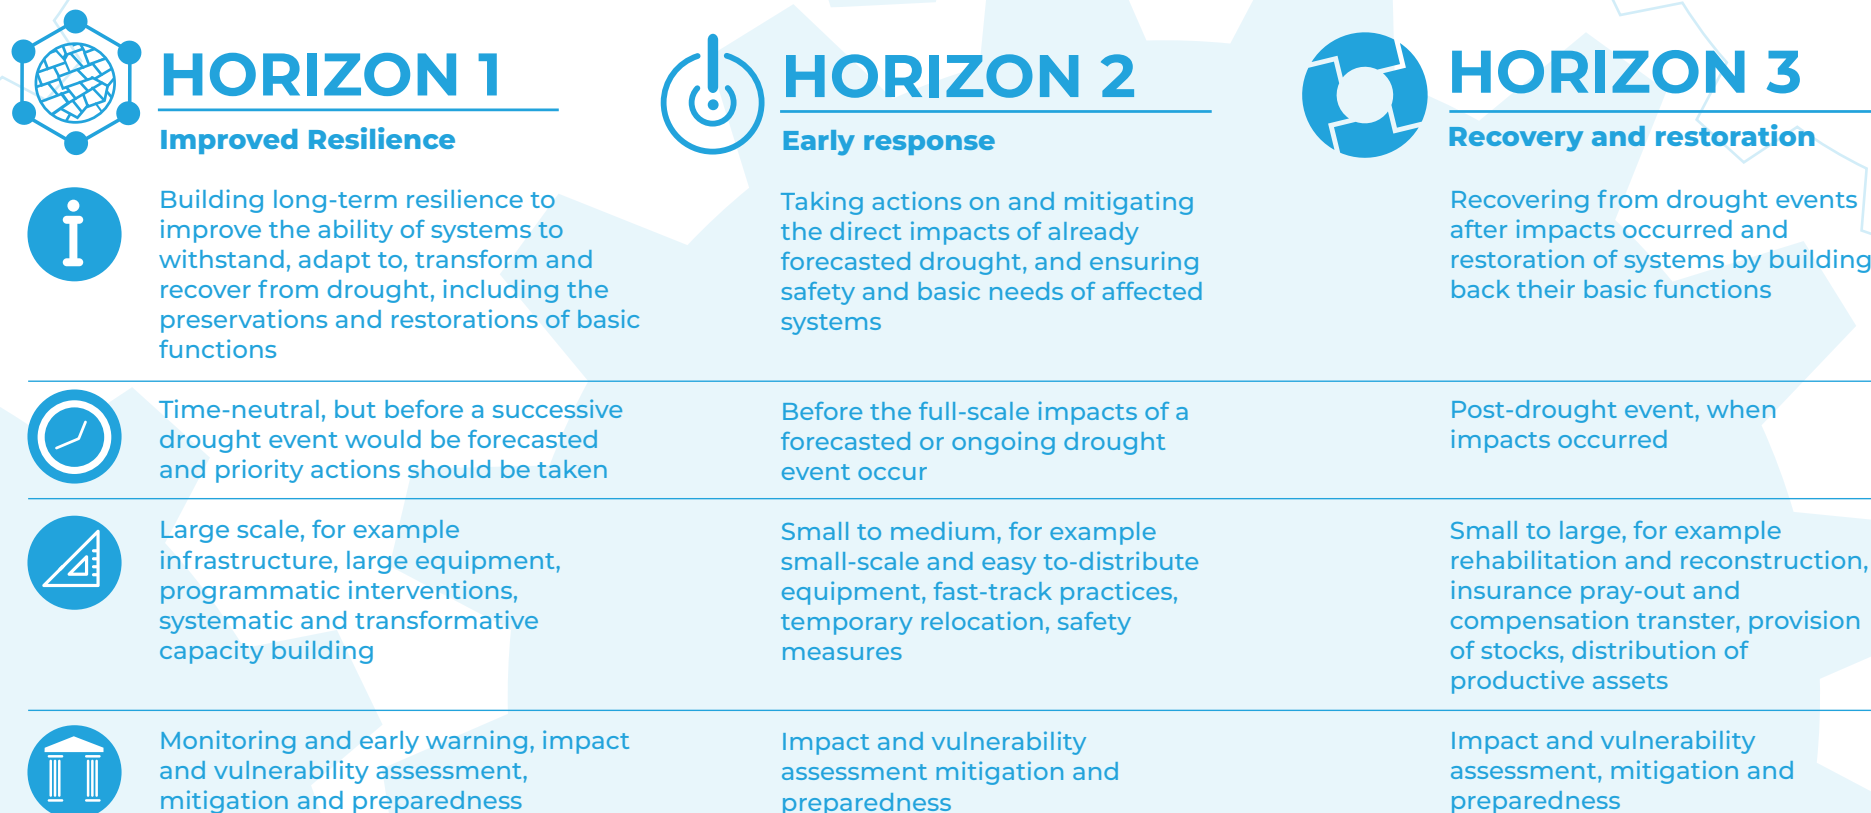 HORIZON 1
Improved Resilience
HORIZON 2
Early response
HORIZON 3
Recovery and restoration
Building long-term resilience to
improve the ability of systems to
withstand, adapt to, transform and
recover from drought, including the
preservations and restorations of basic
functions
Taking actions on and mitigating
the direct impacts of already
forecasted drought, and ensuring
safety and basic needs of affected
systems
Recovering from drought events
after impacts occurred and
restoration of systems by building
back their basic functions
Time-neutral, but before a successive
drought event would be forecasted
and priority actions should be taken
Before the full-scale impacts of a
forecasted or ongoing drought
event occur
Post-drought event, when
impacts occurred
Large scale, for example
infrastructure, large equipment,
programmatic interventions,
systematic and transformative
capacity building
Small to medium, for example
small-scale and easy to-distribute
equipment, fast-track practices,
temporary relocation, safety
measures
Small to large, for example
rehabilitation and reconstruction,
insurance pray-out and
compensation transter, provision
of stocks, distribution of
productive assets
Monitoring and early warning, impact
and vulnerability assessment,
mitigation and preparedness
Impact and vulnerability
assessment mitigation and
preparedness
Impact and vulnerability
assessment, mitigation and
preparedness